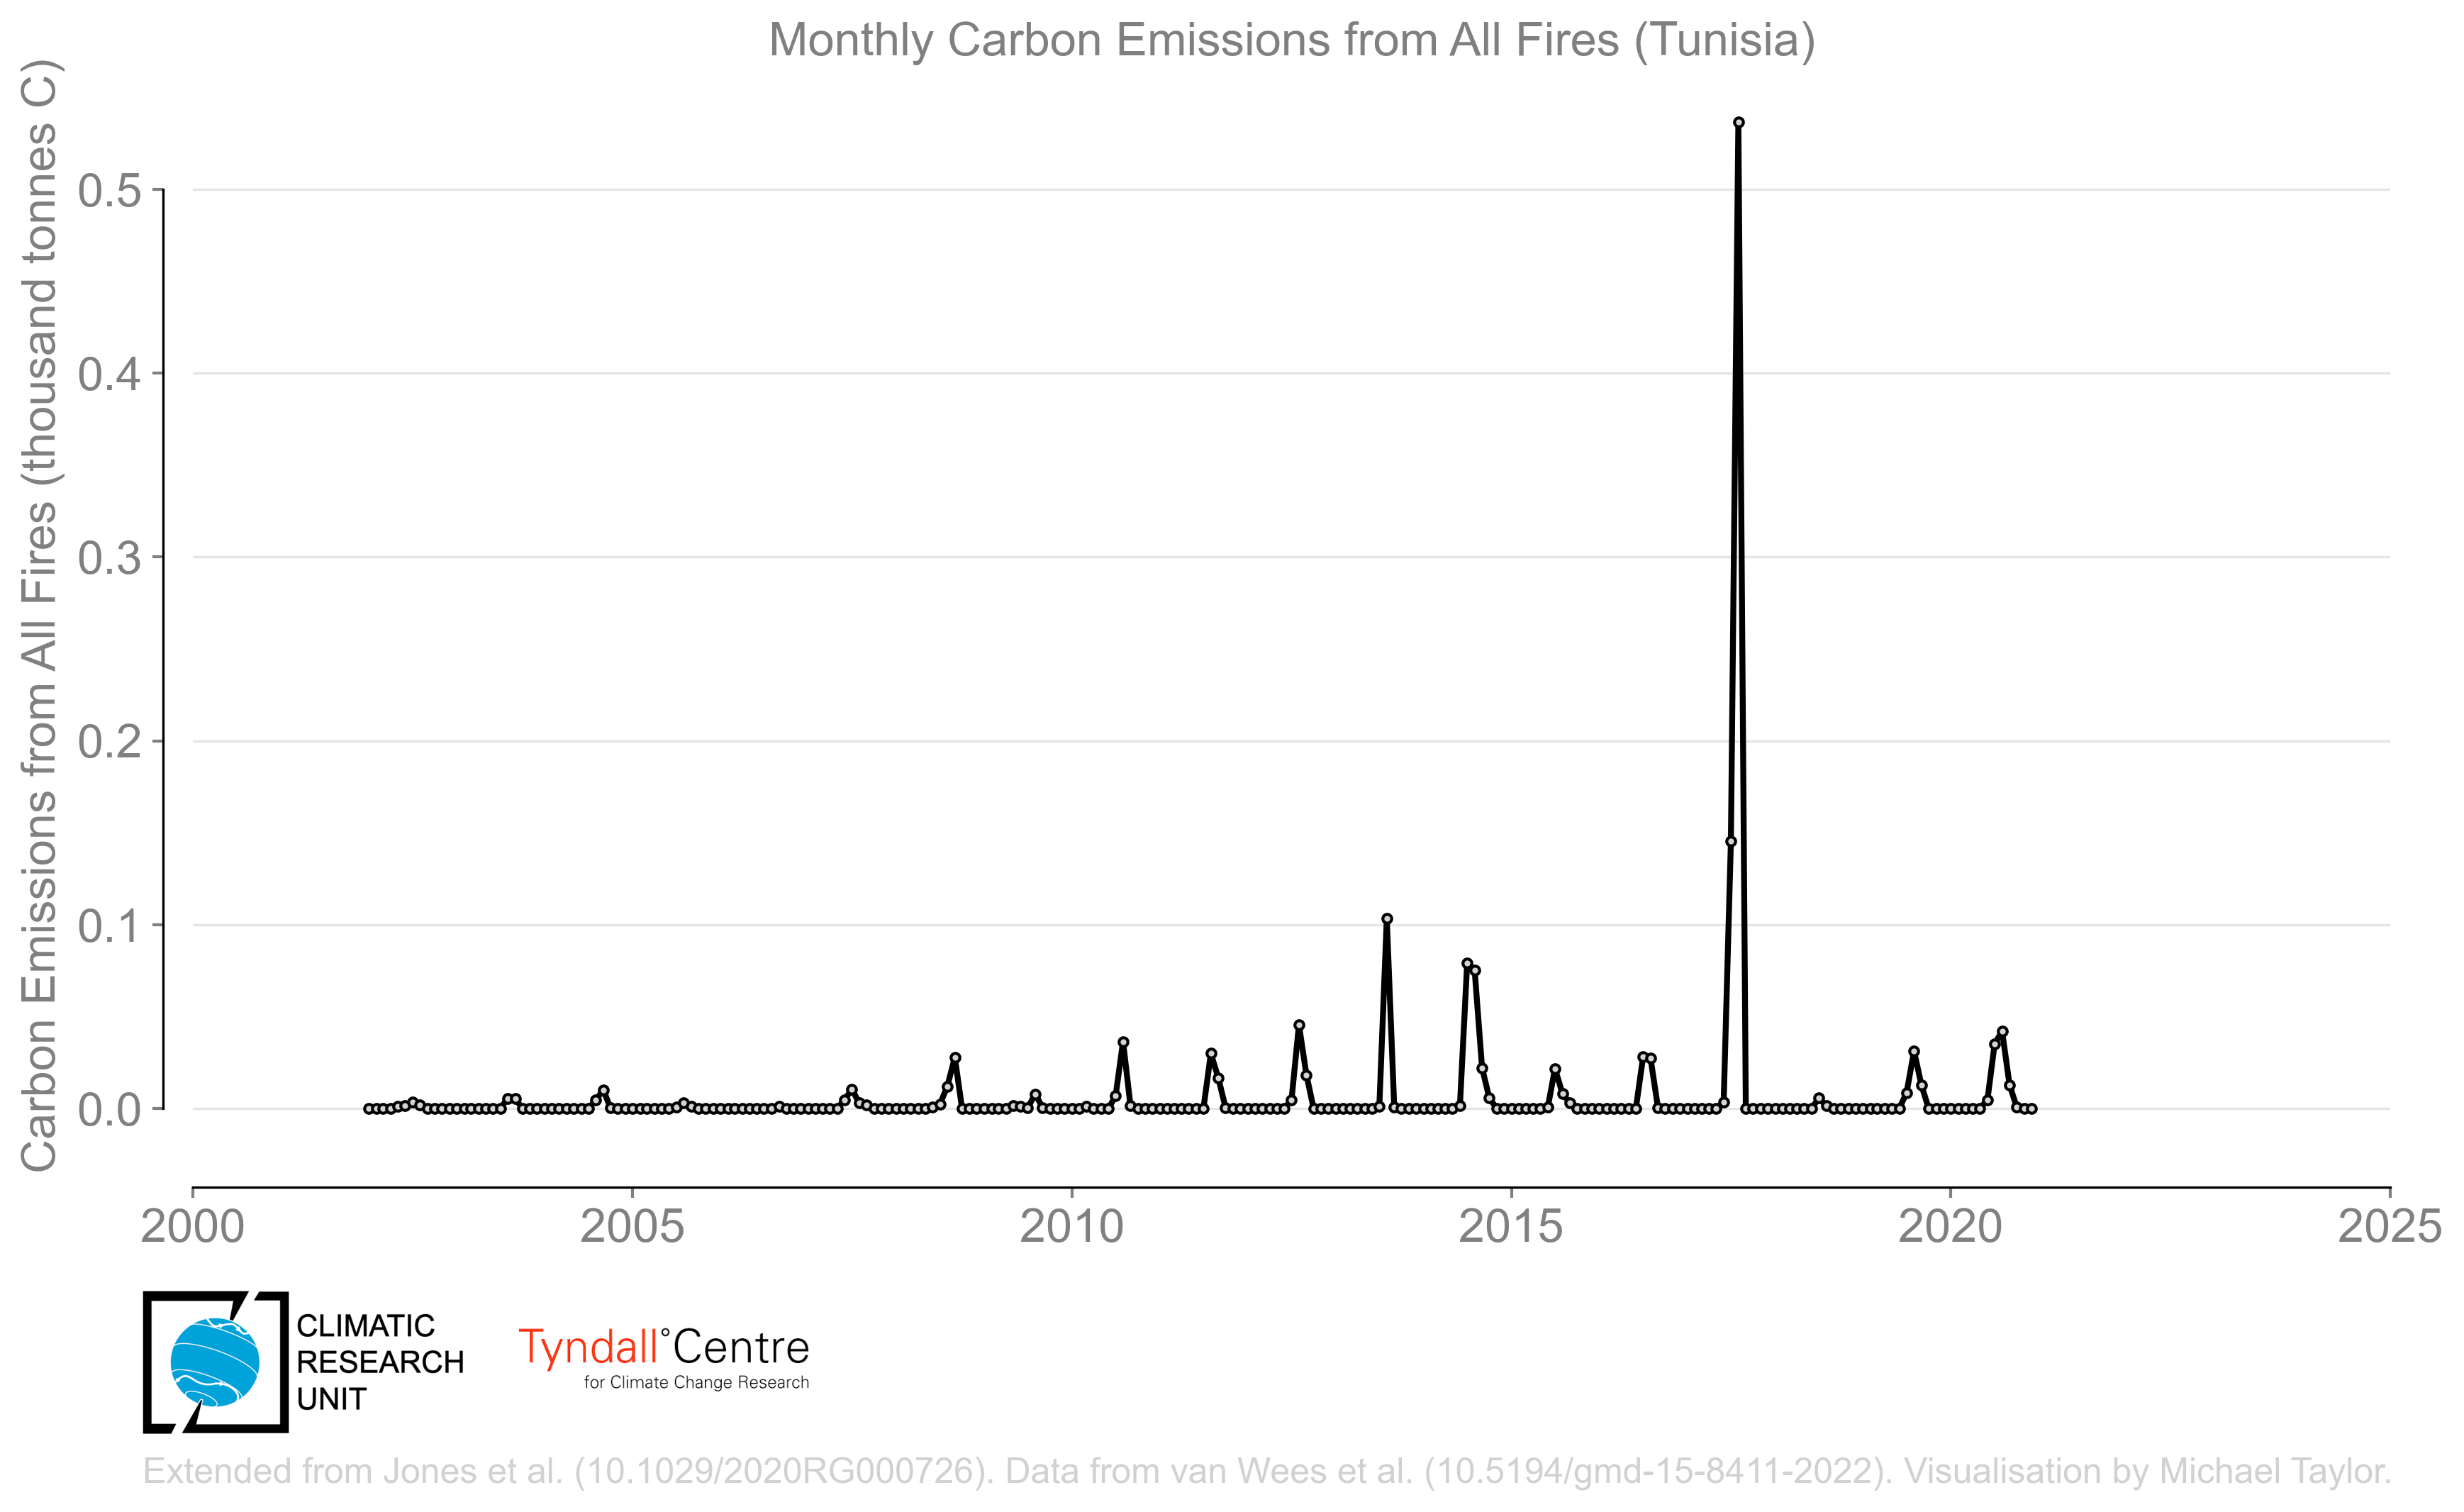 Monthly Carbon Emissions from All Fires (Tunisia)
Carbon Emissions from All Fires (thousand tonnes C)
0.5
0.4
0.3
0.2
0.1
0.0
2000 2005 2010 2015 2020 2025
CLIMATIC
RESEARCH
UNIT
Tyndall°Centre
for Climate Change Research
Extended from Jones et al. (10.1029/2020RG000726). Data from van Wees et al. (10.5194/gmd-15-8411-2022). Visualisation by Michael Taylor.